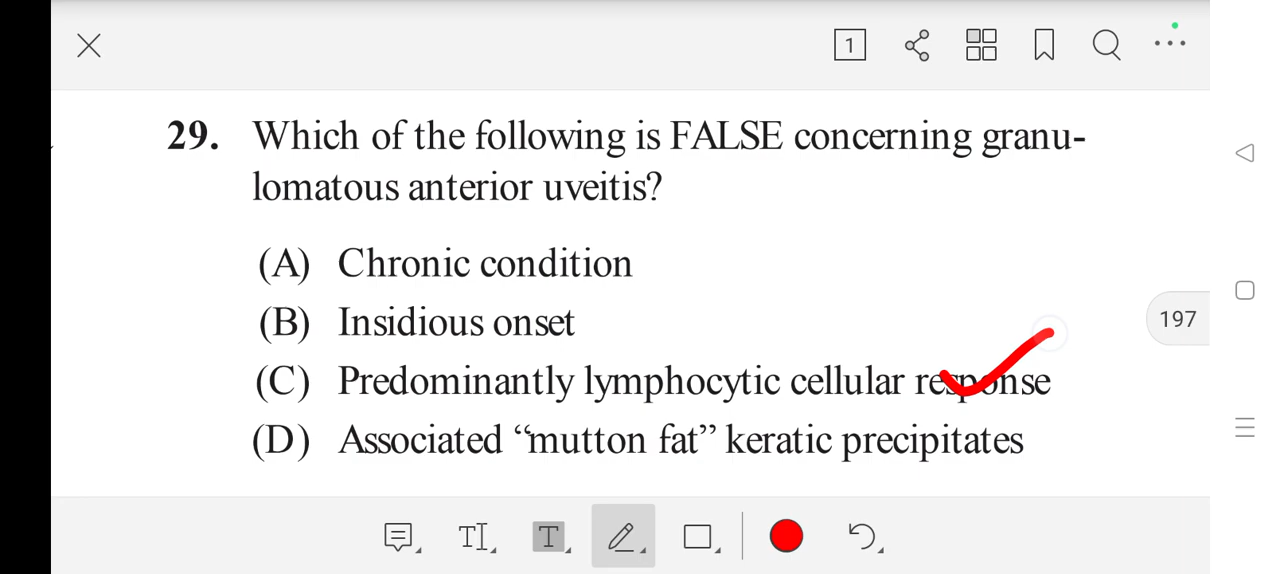 1
29. Which of the following is FALSE concerning granu-
lomatous anterior uveitis?
(A) Chronic condition
(B) Insidious onset
197
(C) Predominantly lymphocytic cellular response
(D) Associated “mutton fat” keratic precipitates
T T